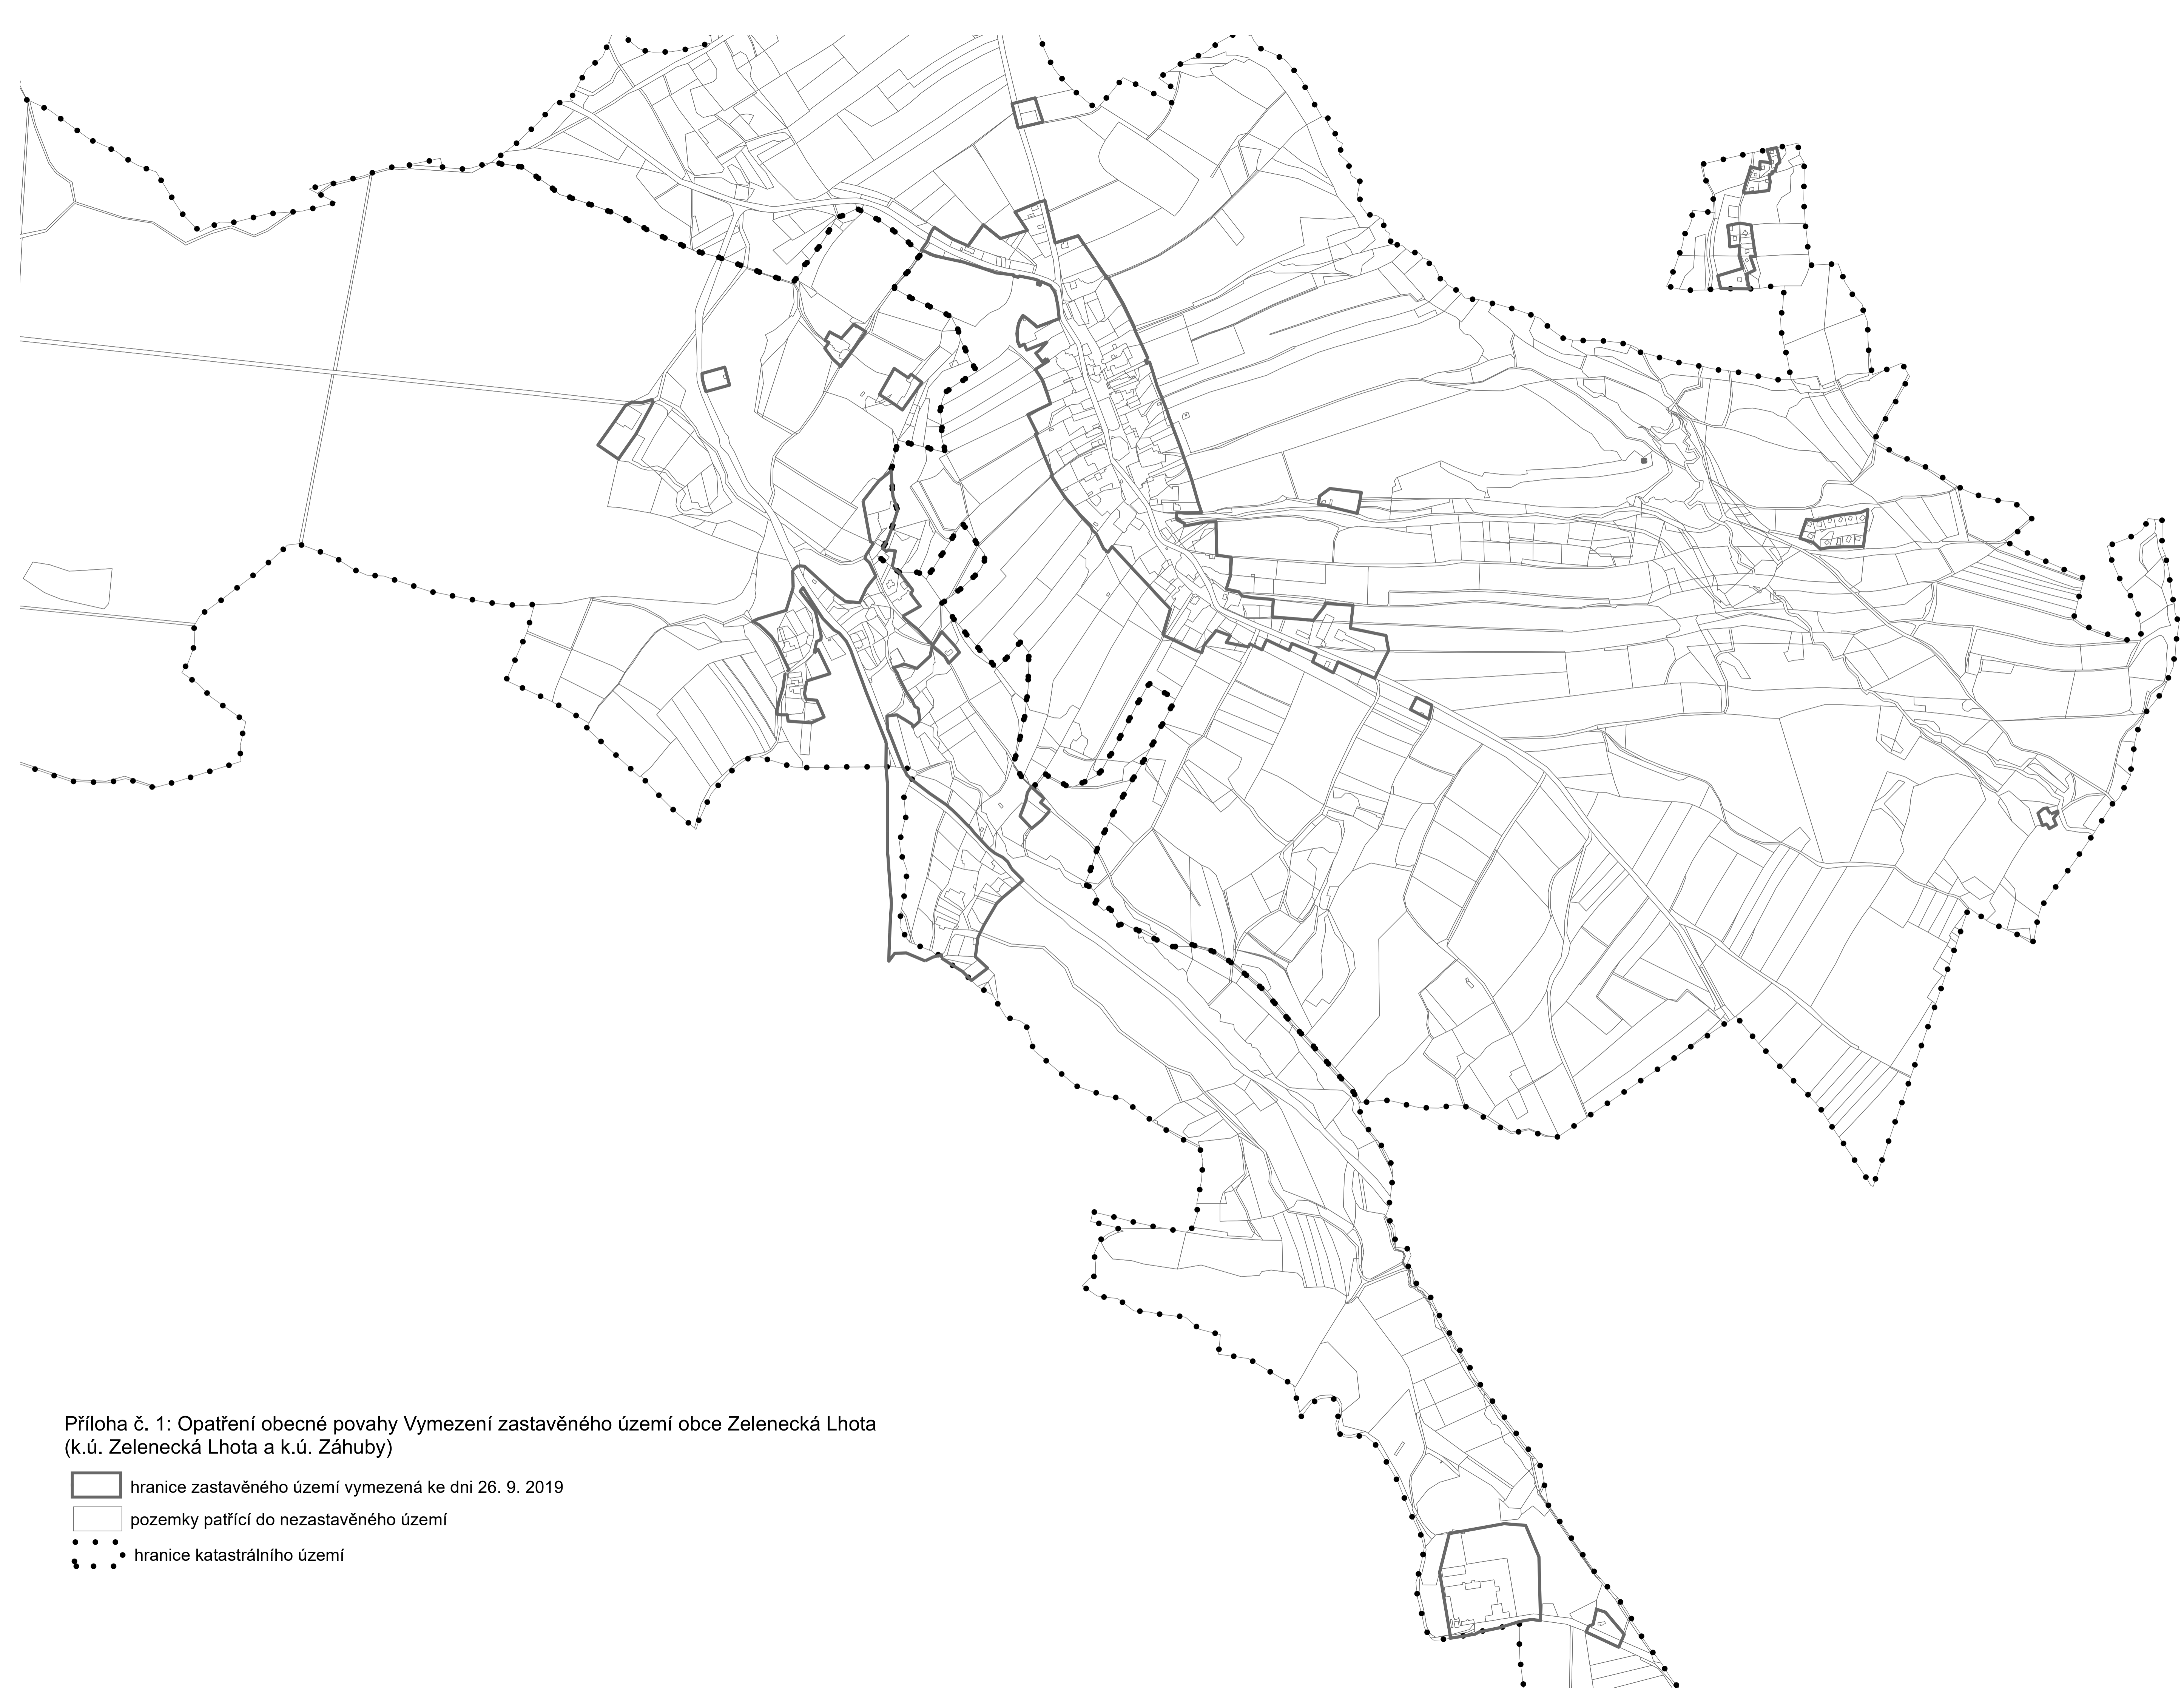 Příloha č. 1: Opatření obecné povahy Vymezení zastavěného území obce Zelenecká Lhota
(k.ú. Zelenecká Lhota a k.ú. Záhuby)
hranice zastavěného území vymezená ke dni 26. 9. 2019
pozemky patřící do nezastavěného území
hranice katastrálního území